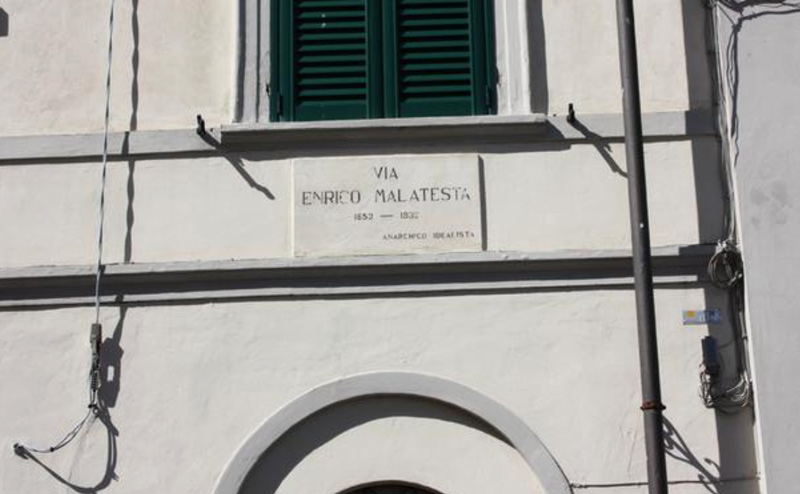 VIA
ENRICO MALATESTA
1853 — 1932
ANARCHICO IDEALISTA